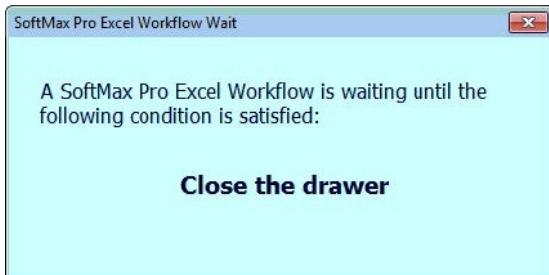 SoftMax Pro Excel Workflow Wait
A SoftMax Pro Excel Workflow is waiting until the
following condition is satisfied:
Close the drawer